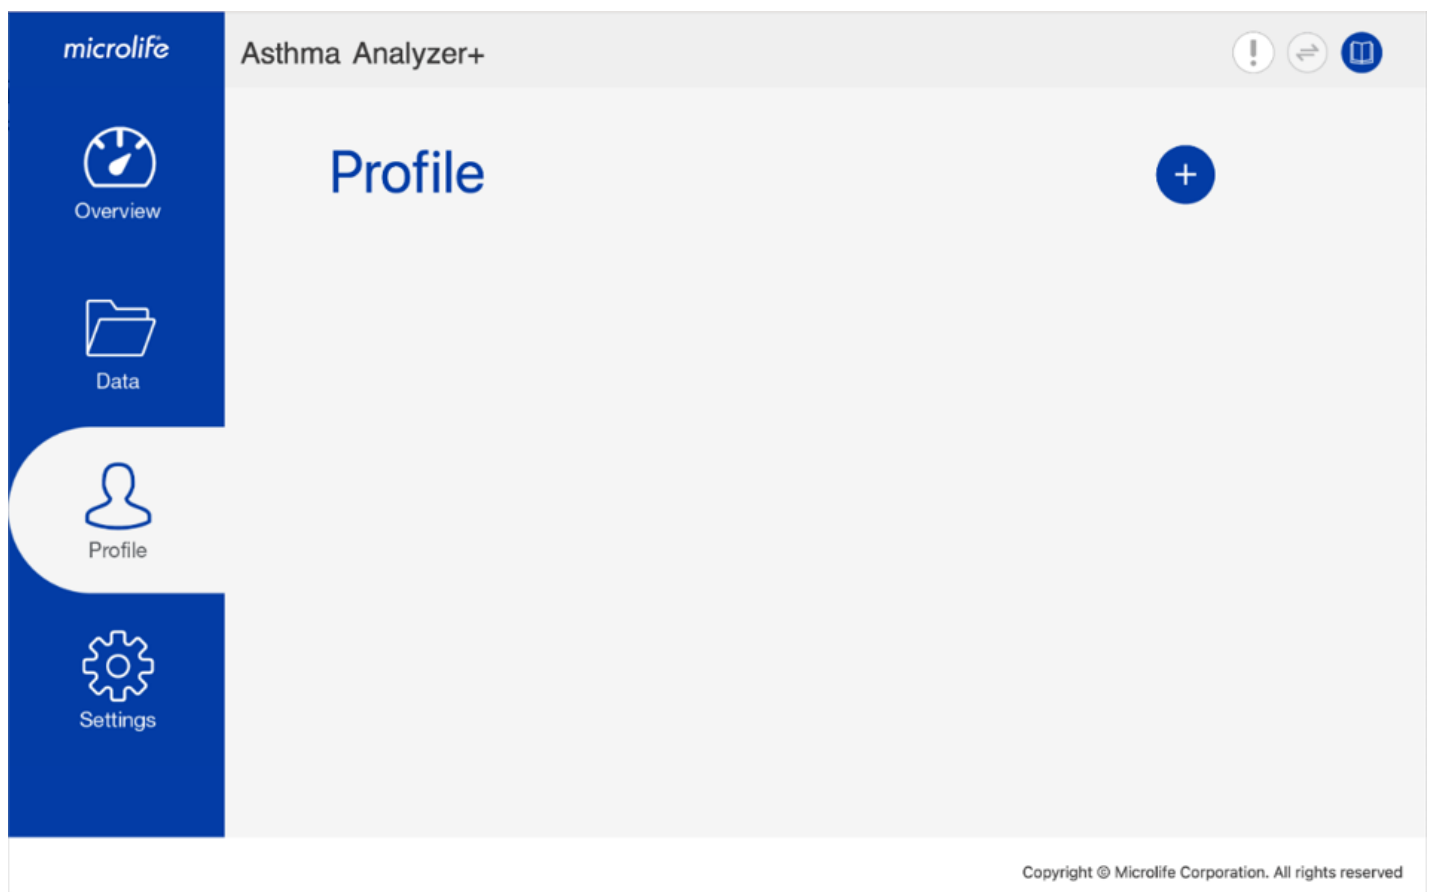 microlife
Asthma Analyzer+
Overview
Data
Profile
Settings
Profile
Copyright © Microlife Corporation. All rights reserved